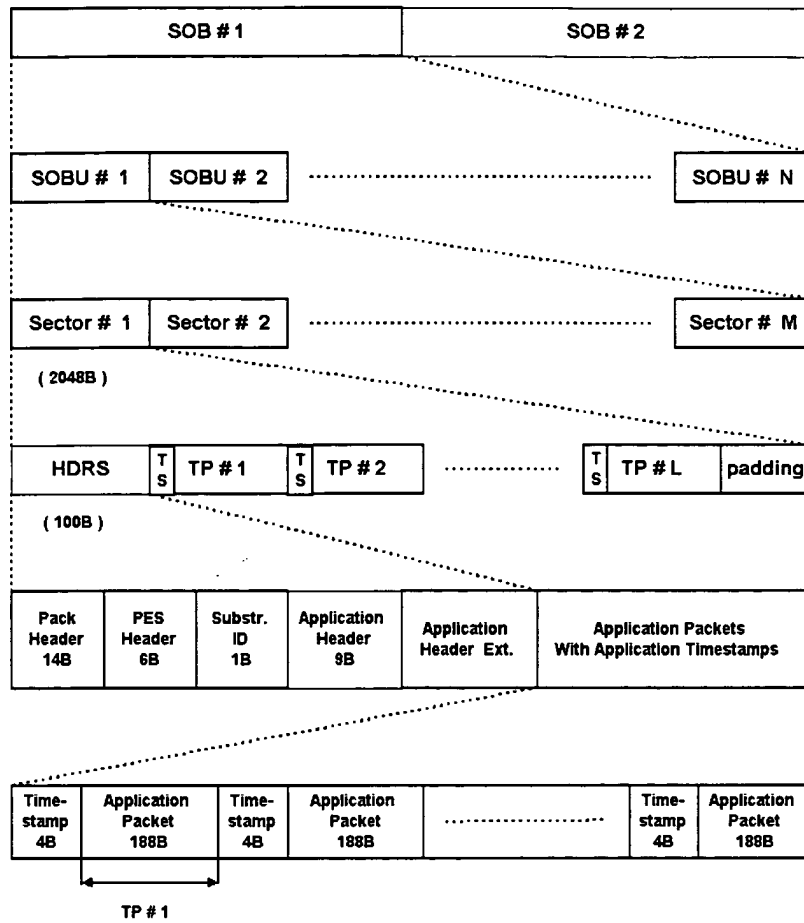 SOB # 1 SOB # 2
SOBU # 1 SOBU # 2 SOBU # N
Sector # 1 Sector # 2 Sector # M
( 2048B )
HDRS TS TP # 1 TS TP # 2 TS TP # L padding
( 100B )
Pack Header 14B
PES Header 6B
Substr. ID 1B
Application Header 9B
Application Header Ext.
Application Packets With Application Timestamps
Time-stamp 4B
Application Packet 188B
Time-stamp 4B
Application Packet 188B
Time-stamp 4B
Application Packet 188B
TP # 1